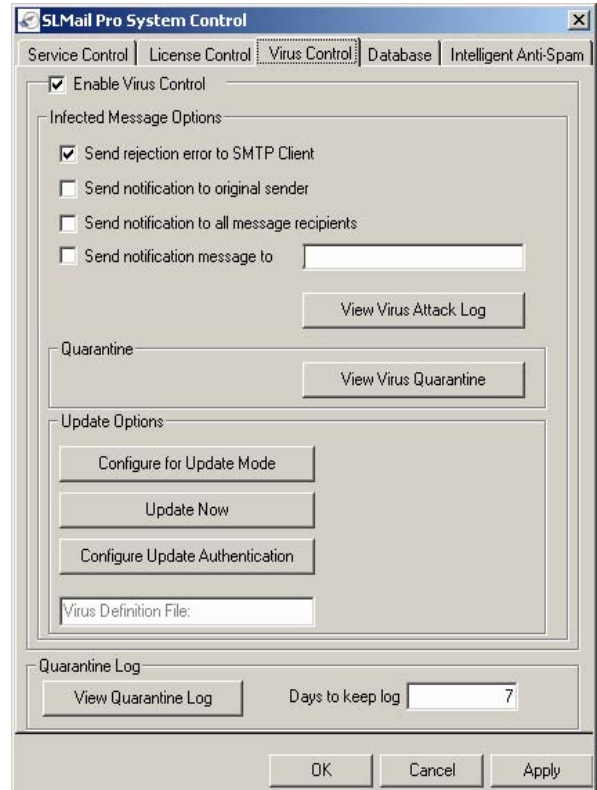 SLMail Pro System Control
Service Control License Control Virus Control Database Intelligent Anti-Spam
Enable Virus Control
Infected Message Options
Send rejection error to SMTP Client
Send notification to original sender
Send notification to all message recipients
Send notification message to
View Virus Attack Log
Quarantine
View Virus Quarantine
Update Options
Configure for Update Mode
Update Now
Configure Update Authentication
Virus Definition File:
Quarantine Log
View Quarantine Log Days to keep log 7
OK Cancel Apply